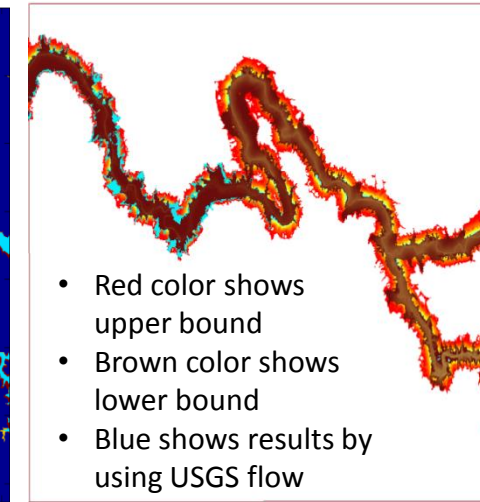 • Red color shows
upper bound
• Brown color shows
lower bound
• Blue shows results by
using USGS flow